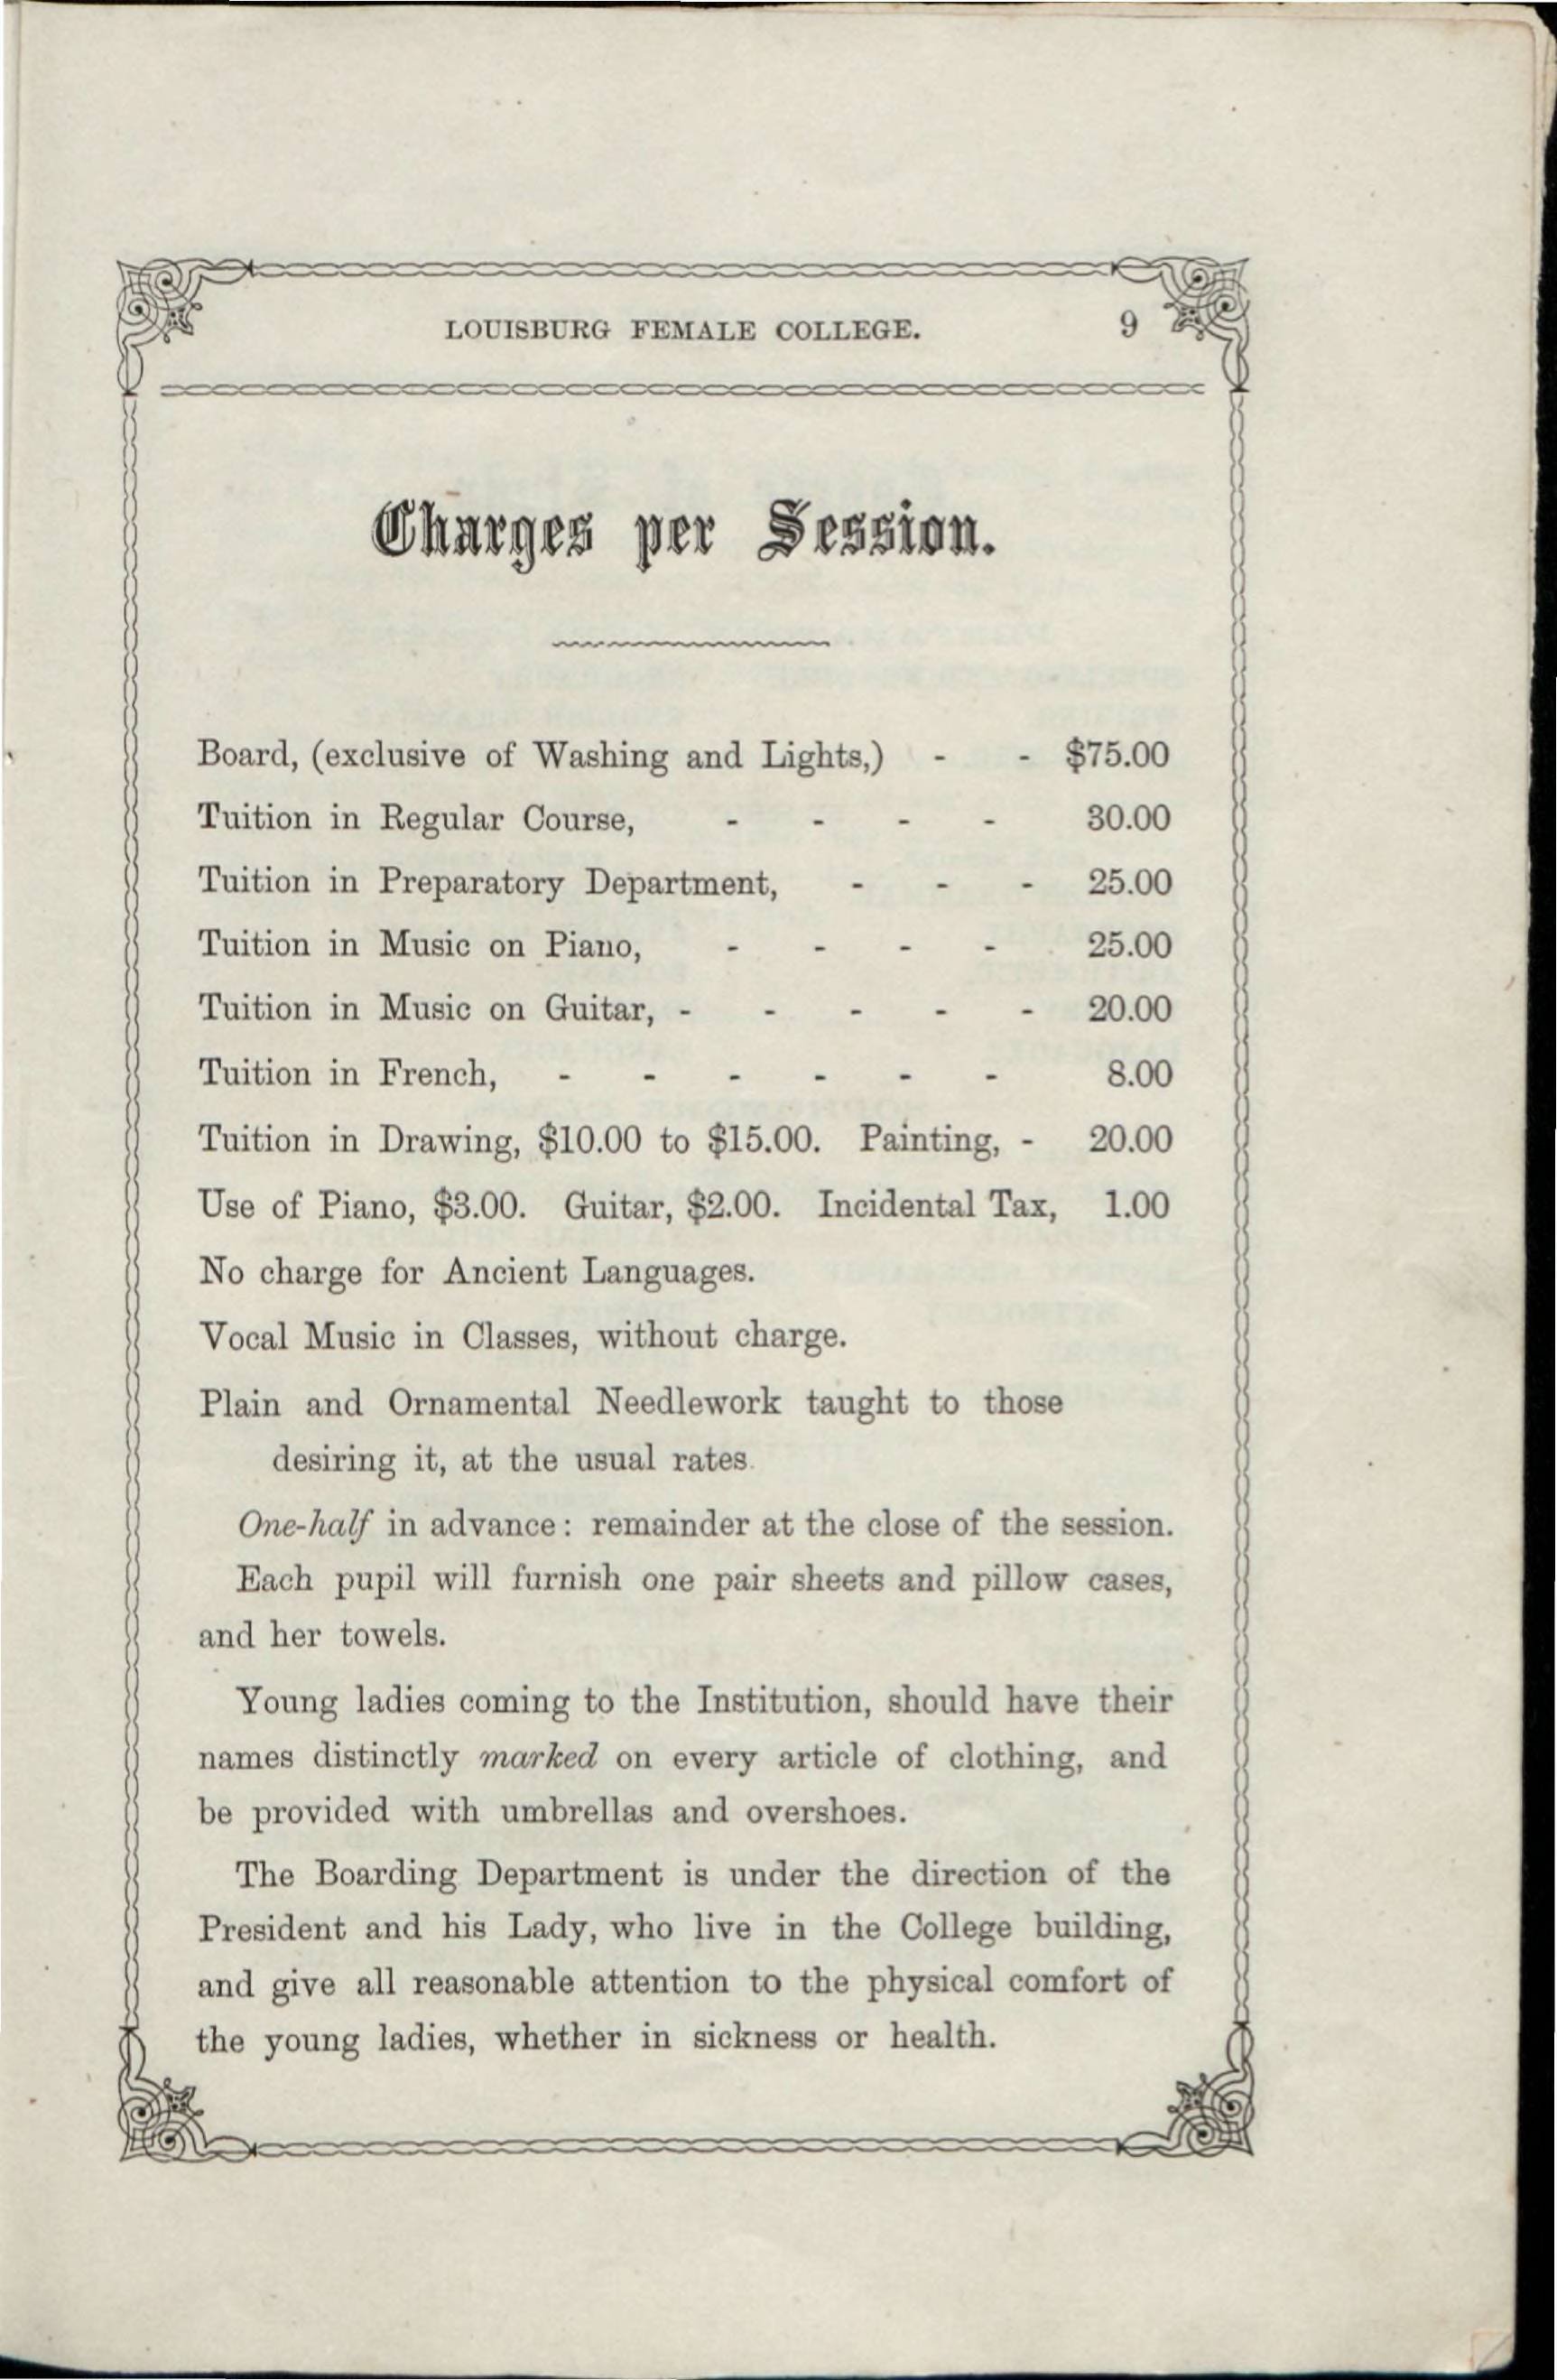 LOUISBURG FEMALE COLLEGE. 9
Charges per Session.
Board, (exclusive of Washing and Lights,) - - $75.00
Tuition in Regular Course, - - - - 30.00
Tuition in Preparatory Department, - - - 25.00
Tuition in Music on Piano, - - - - 25.00
Tuition in Music on Guitar, - - - - - 20.00
Tuition in French, - - - - - - 8.00
Tuition in Drawing, $10.00 to $15.00. Painting, - 20.00
Use of Piano, $3.00. Guitar, $2.00. Incidental Tax, 1.00
No charge for Ancient Languages.
Vocal Music in Classes, without charge.
Plain and Ornamental Needlework taught to those
desiring it, at the usual rates.
One-half in advance: remainder at the close of the session.
Each pupil will furnish one pair sheets and pillow cases,
and her towels.
Young ladies coming to the Institution, should have their
names distinctly marked on every article of clothing, and
be provided with umbrellas and overshoes.
The Boarding Department is under the direction of the
President and his Lady, who live in the College building,
and give all reasonable attention to the physical comfort of
the young ladies, whether in sickness or health.